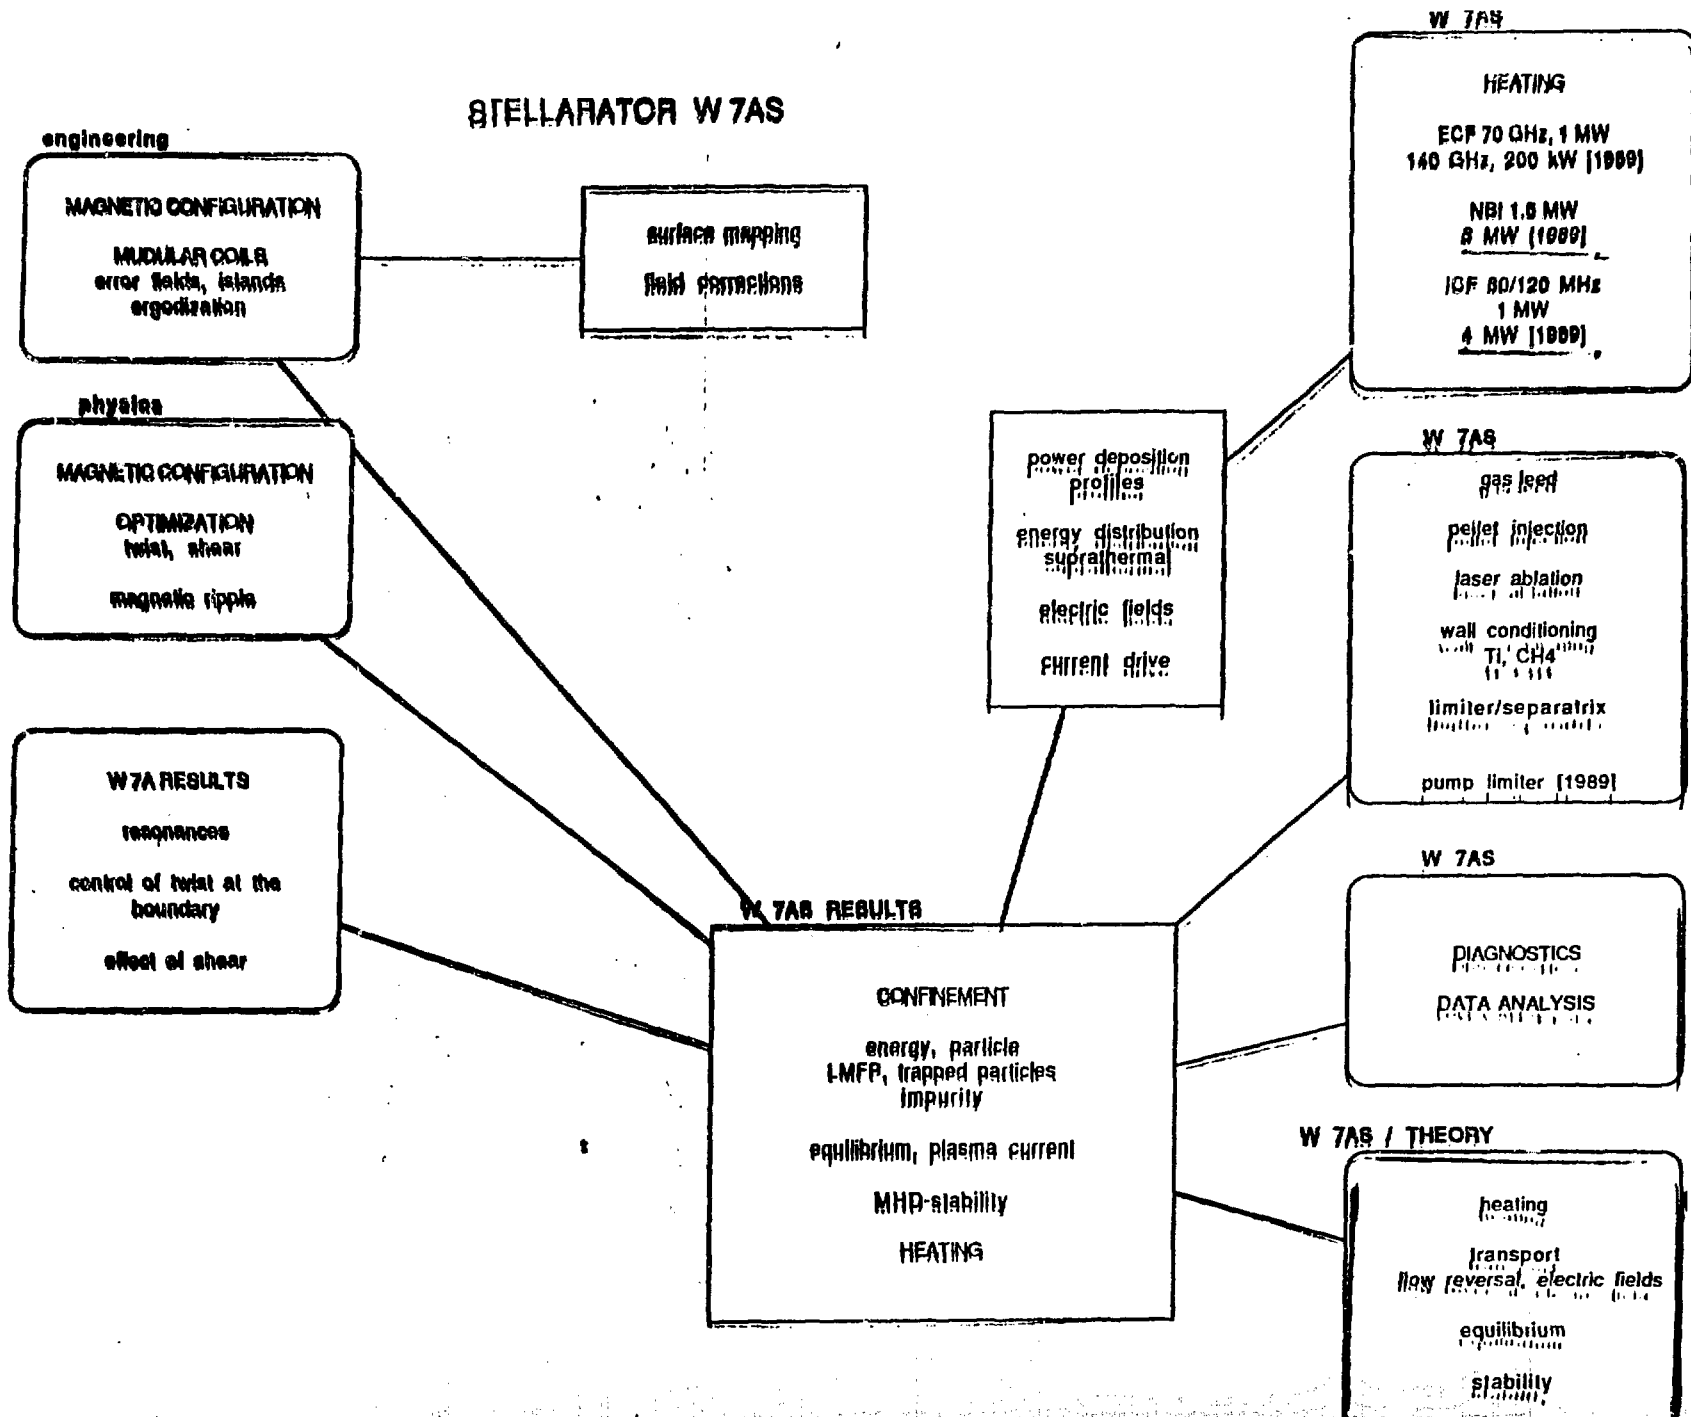 STELLARATOR W 7AS
engineering
MAGNETIC CONFIGURATION
MUDULAR COILS
error fields, islands
ergodization
surface mapping
field corrections
physics
MAGNETIC CONFIGURATION
OPTIMIZATION
twist, shear
magnetic ripple
W 7A RESULTS
resonances
control of twist at the
boundary
effect of shear
W 7AS RESULTS
CONFINEMENT
energy, particle
LMFP, trapped particles
impurity
equilibrium, plasma current
MHD-stability
HEATING
power deposition
profiles
energy distribution
suprathermal
electric fields
current drive
W 7AS
HEATING
ECF 70 GHz, 1 MW
140 GHz, 200 kW [1989]
NBI 1.5 MW
MW [1989]
ICF 80/120 MHz
1 MW
4 MW [1989]
W 7AS
gas feed
pellet injection
laser ablation
wall conditioning
Ti, CH4
limiter/separatrix
pump limiter [1989]
W 7AS
DIAGNOSTICS
DATA ANALYSIS
W 7AS / THEORY
heating
transport
flow reversal, electric fields
equilibrium
stability